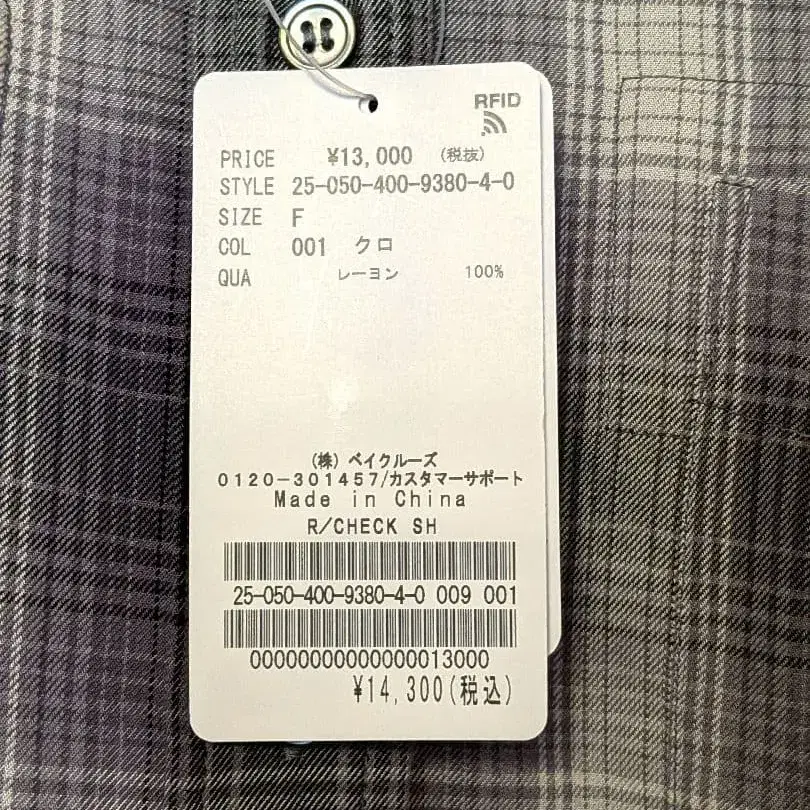 RFID
PRICE ¥13,000 (税抜)
STYLE 25-050-400-9380-4-0
SIZE F
COL 001 クロ
QUA レーヨン 100%
(株) ベイクルーズ
0120-301457/カスタマーサポート
Made in China
R/CHECK SH
25-050-400-9380-4-0 009 001
00000000000000013000
¥14,300(税込)